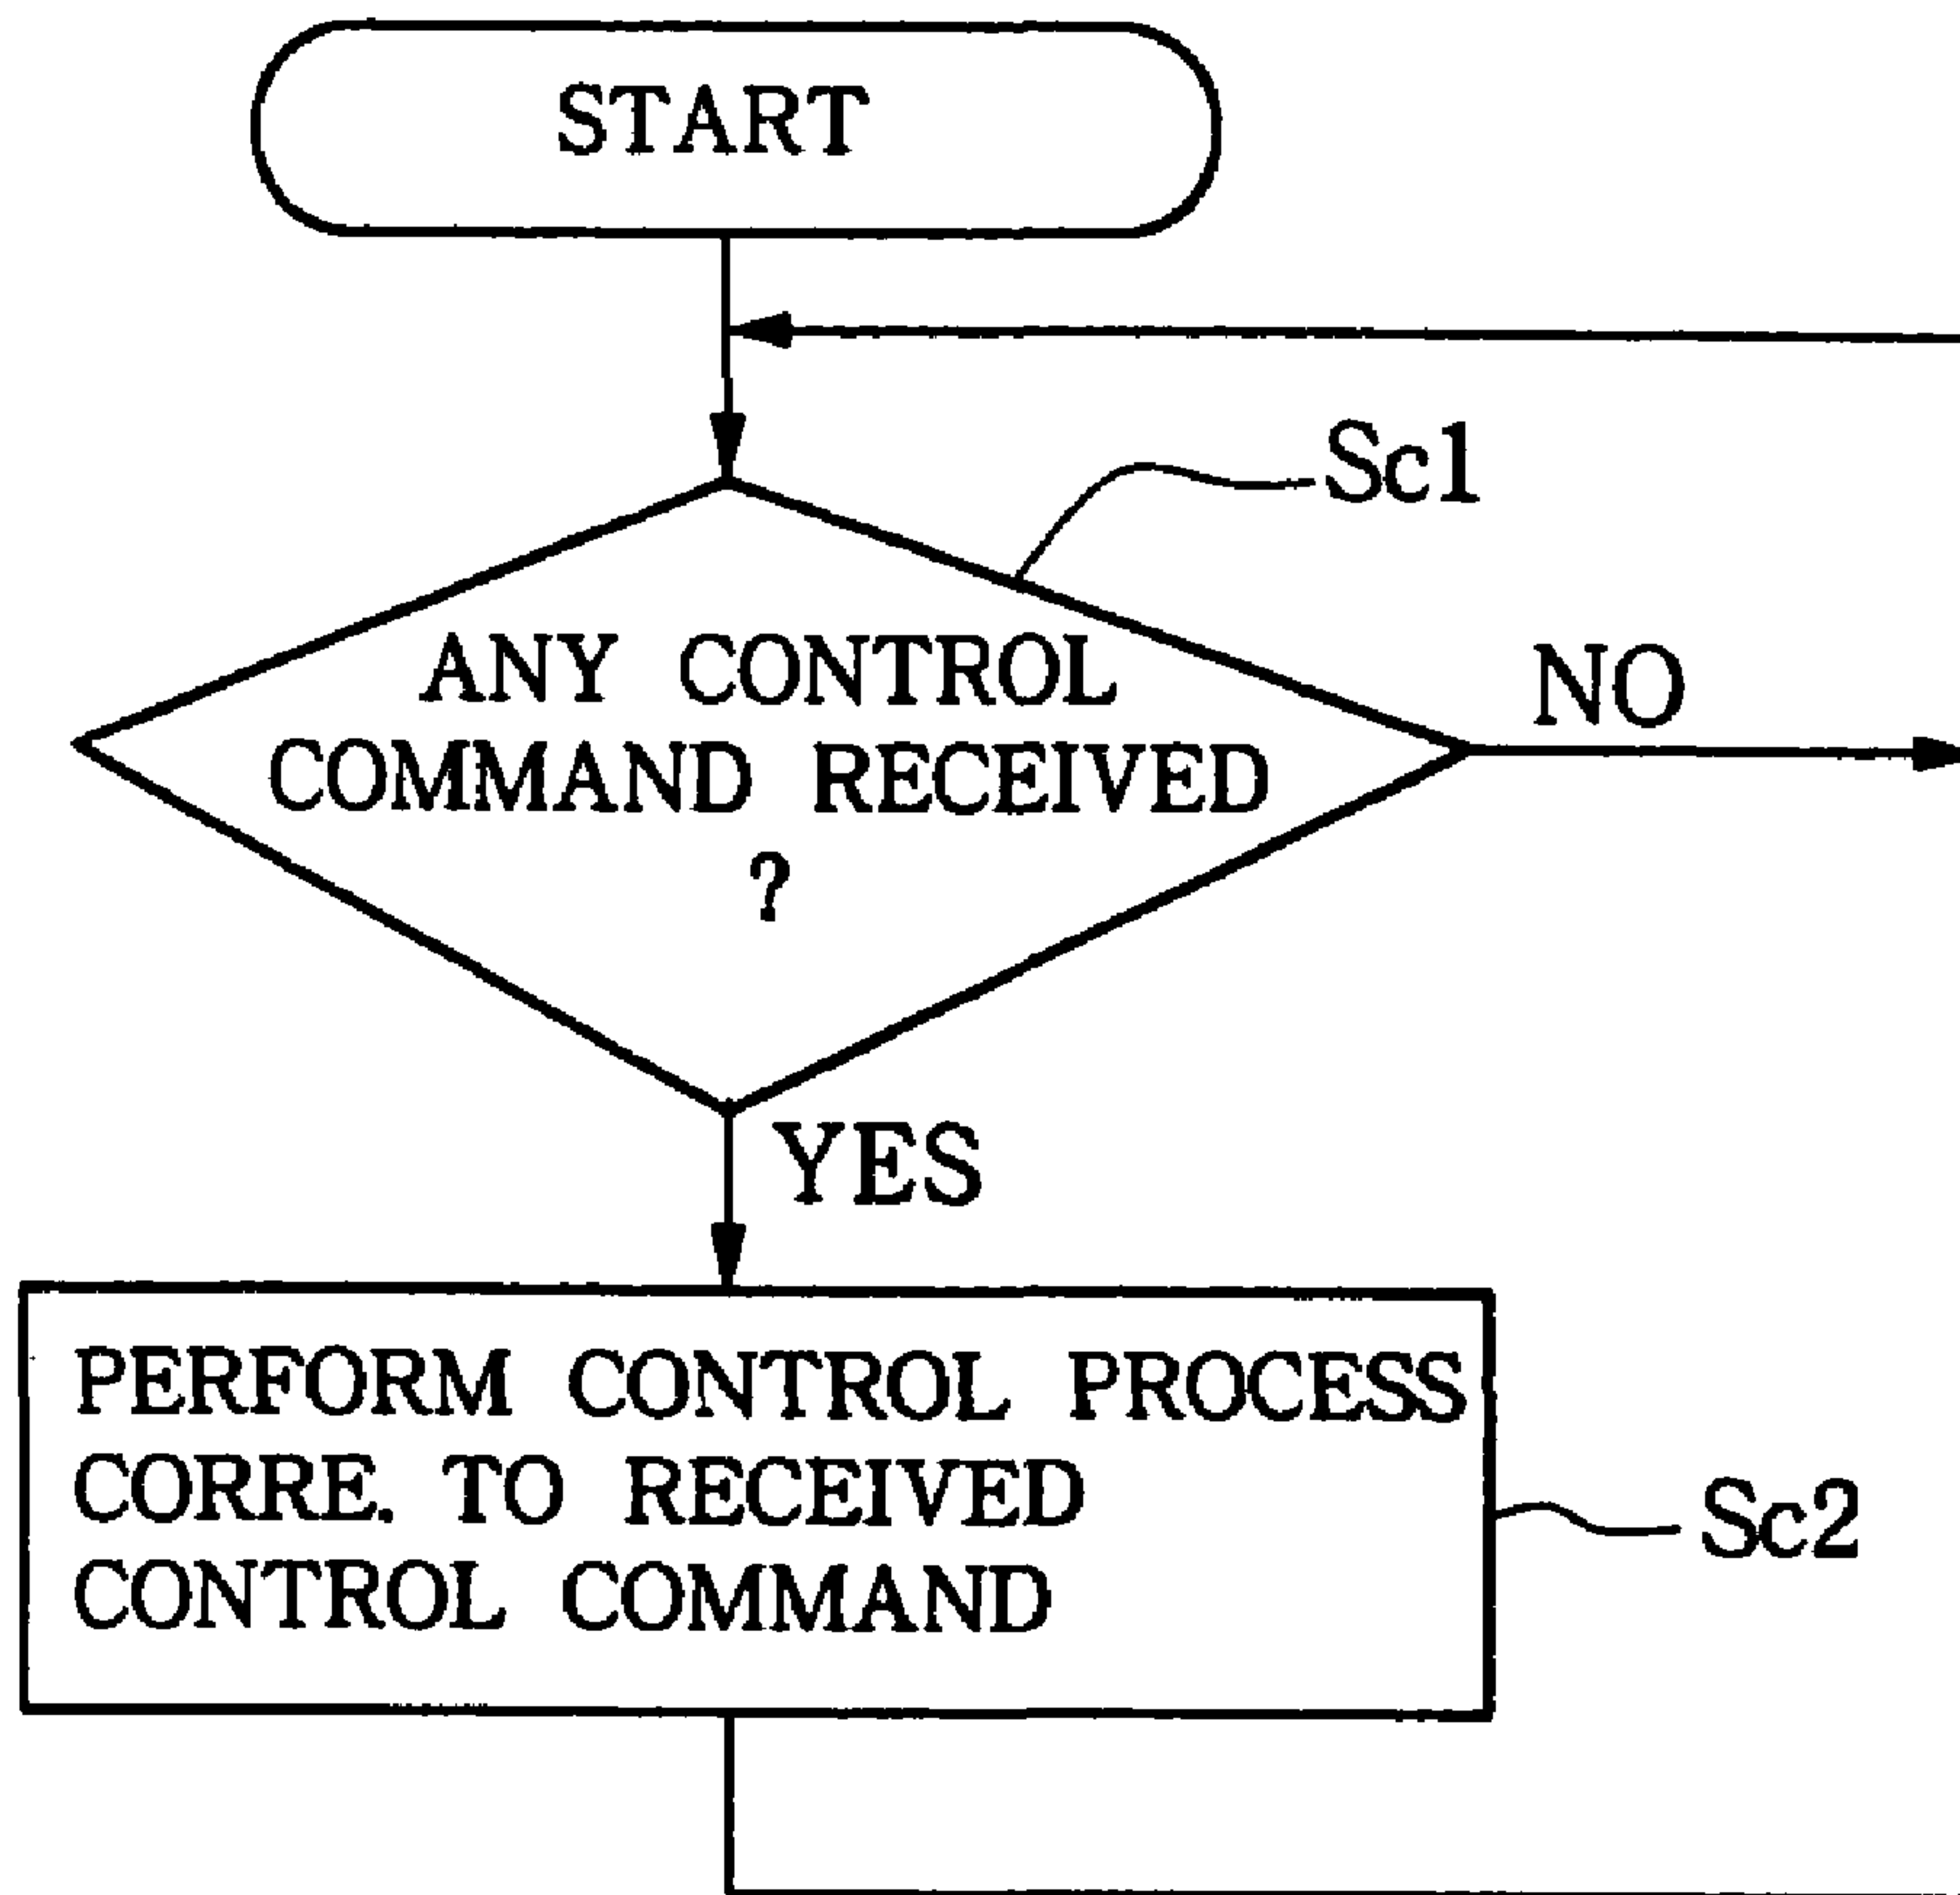 START
Sc1
ANY CONTROL
COMMAND RECEIVED
?
NO
YES
PERFORM CONTROL PROCESS
CORRE. TO RECEIVED
CONTROL COMMAND
Sc2